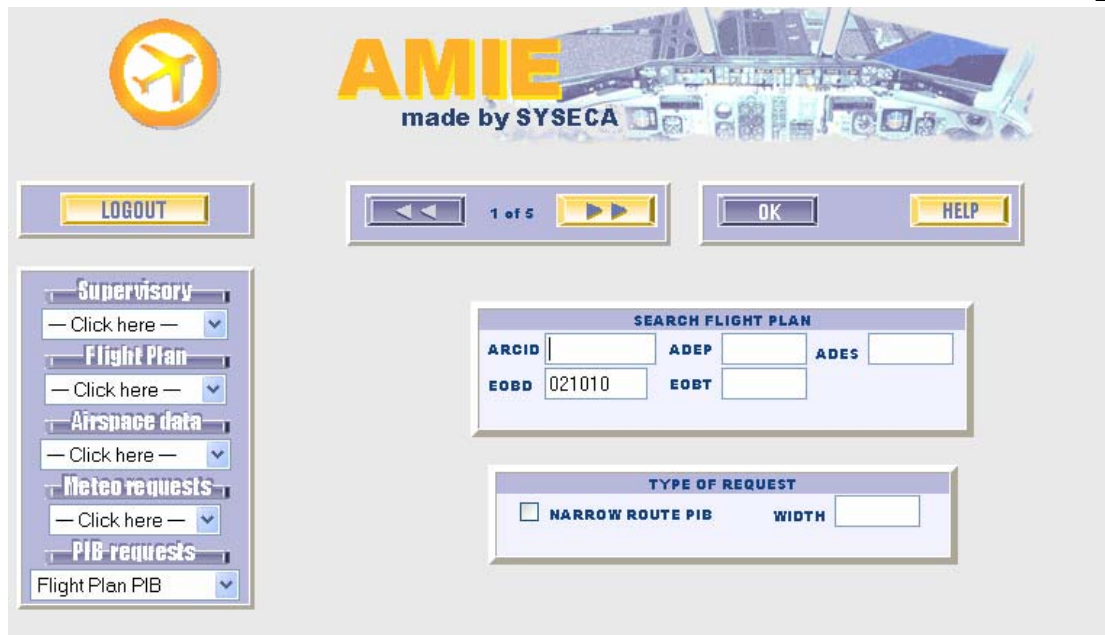 AMIE
made by SYSECA
LOGOUT
1 of 5
OK
HELP
Supervisory
— Click here —
Flight Plan
— Click here —
Airspace data
— Click here —
Meteo requests
— Click here —
PIB requests
Flight Plan PIB
SEARCH FLIGHT PLAN
ARCID ADEP ADES
EOBD 021010 EOBT
TYPE OF REQUEST
NARROW ROUTE PIB WIDTH